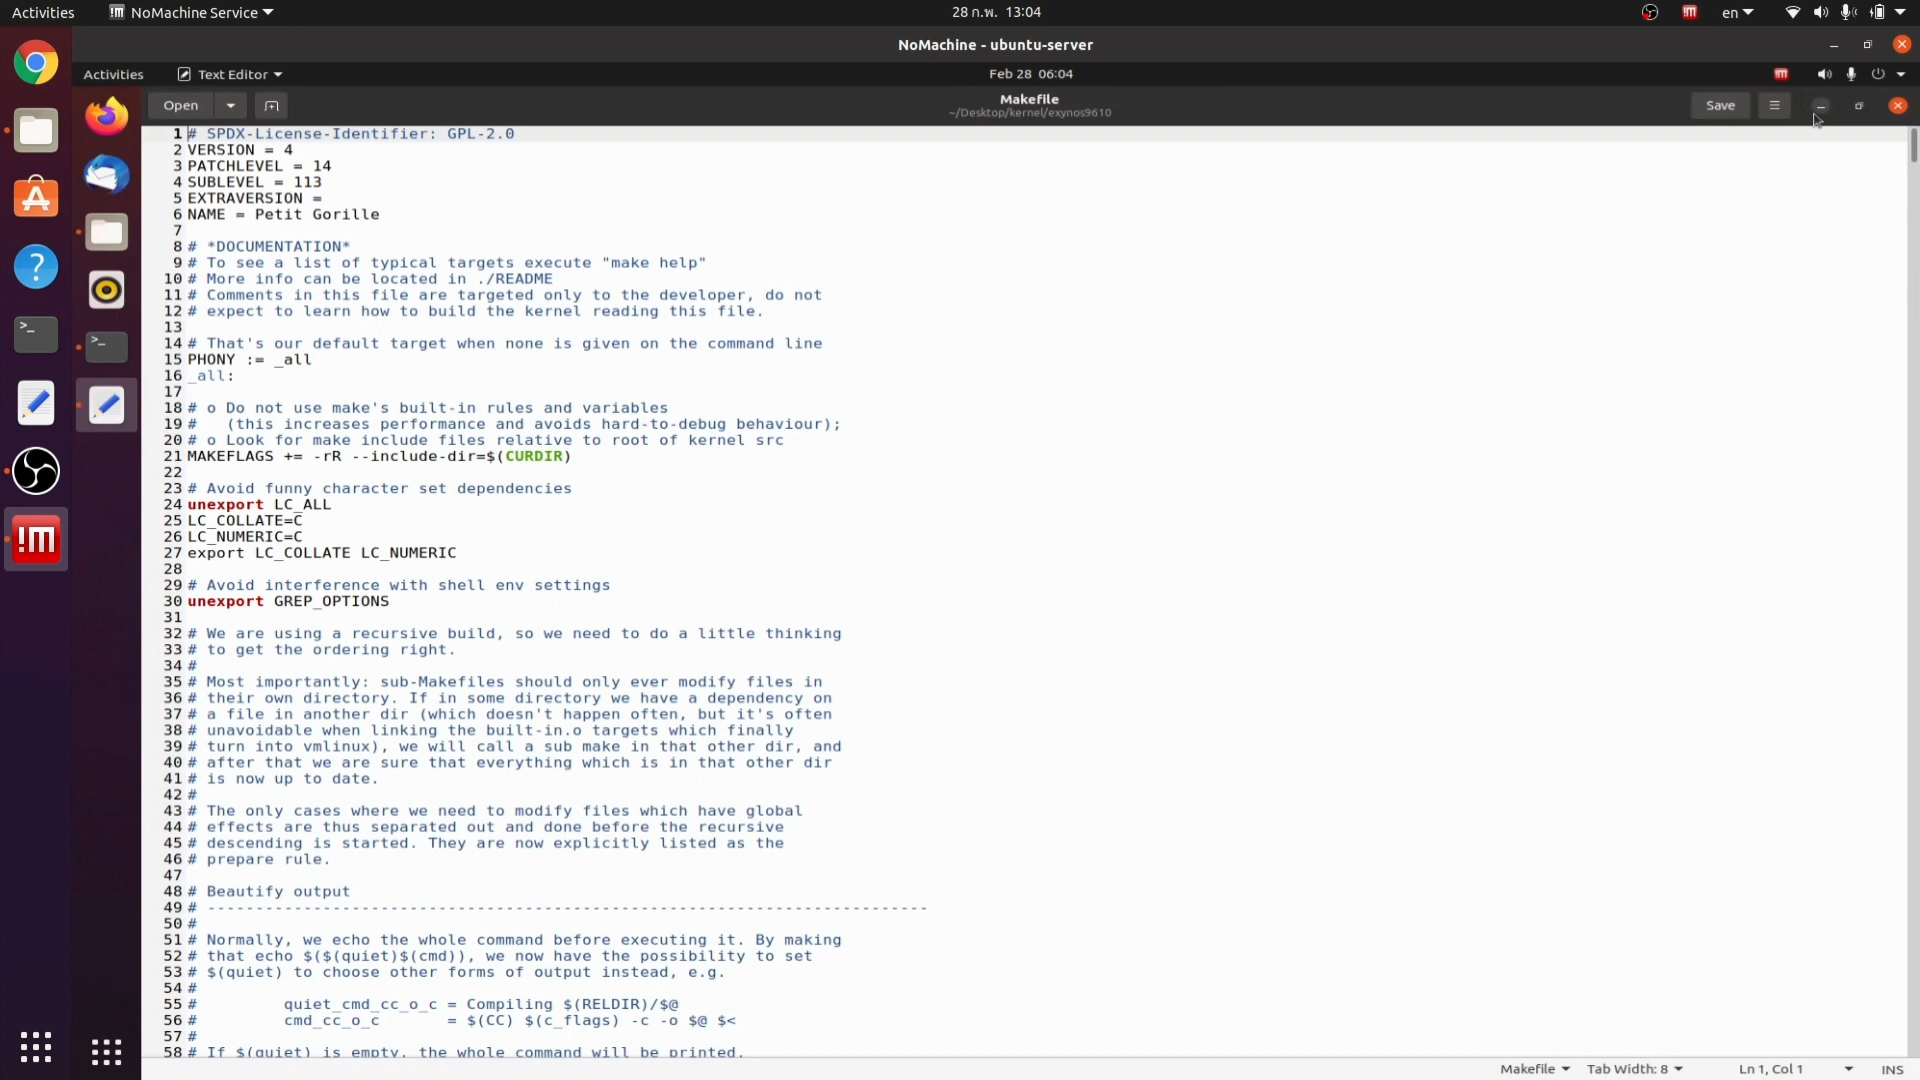 Activities NoMachine Service 28 ก.พ. 13:04 en
NoMachine - ubuntu-server
Activities Text Editor Feb 28 06:04
Open Makefile Save
~/Desktop/kernel/exynos9610
1 # SPDX-License-Identifier: GPL-2.0
2 VERSION = 4
3 PATCHLEVEL = 14
4 SUBLEVEL = 113
5 EXTRAVERSION =
6 NAME = Petit Gorille
7
8 # *DOCUMENTATION*
9 # To see a list of typical targets execute "make help"
10 # More info can be located in ./README
11 # Comments in this file are targeted only to the developer, do not
12 # expect to learn how to build the kernel reading this file.
13
14 # That's our default target when none is given on the command line
15 PHONY := _all
16 _all:
17
18 # o Do not use make's built-in rules and variables
19 #   (this increases performance and avoids hard-to-debug behaviour);
20 # o Look for make include files relative to root of kernel src
21 MAKEFLAGS += -rR --include-dir=$(CURDIR)
22
23 # Avoid funny character set dependencies
24 unexport LC_ALL
25 LC_COLLATE=C
26 LC_NUMERIC=C
27 export LC_COLLATE LC_NUMERIC
28
29 # Avoid interference with shell env settings
30 unexport GREP_OPTIONS
31
32 # We are using a recursive build, so we need to do a little thinking
33 # to get the ordering right.
34 #
35 # Most importantly: sub-Makefiles should only ever modify files in
36 # their own directory. If in some directory we have a dependency on
37 # a file in another dir (which doesn't happen often, but it's often
38 # unavoidable when linking the built-in.o targets which finally
39 # turn into vmlinux), we will call a sub make in that other dir, and
40 # after that we are sure that everything which is in that other dir
41 # is now up to date.
42 #
43 # The only cases where we need to modify files which have global
44 # effects are thus separated out and done before the recursive
45 # descending is started. They are now explicitly listed as the
46 # prepare rule.
47
48 # Beautify output
49 # ---------------------------------------------------------------------------
50 #
51 # Normally, we echo the whole command before executing it. By making
52 # that echo $($(quiet)$(cmd)), we now have the possibility to set
53 # $(quiet) to choose other forms of output instead, e.g.
54 #
55 #         quiet_cmd_cc_o_c = Compiling $(RELDIR)/$@
56 #         cmd_cc_o_c       = $(CC) $(c_flags) -c -o $@ $<
57 #
58 # If $(quiet) is empty, the whole command will be printed.
Makefile Tab Width: 8 Ln 1, Col 1 INS